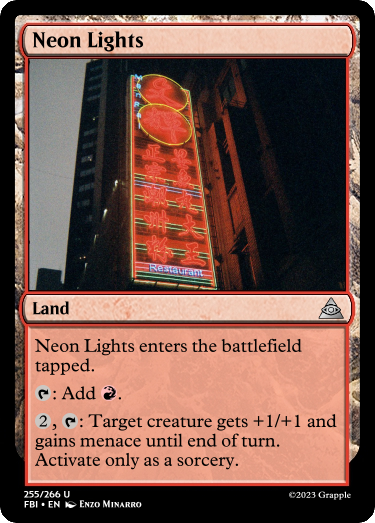 Neon Lights
Restaurant
Land
Neon Lights enters the battlefield
tapped.
: Add .
2, : Target creature gets +1/+1 and
gains menace until end of turn.
Activate only as a sorcery.
255/266 U
FBI • EN Enzo Minarro
©2023 Grapple